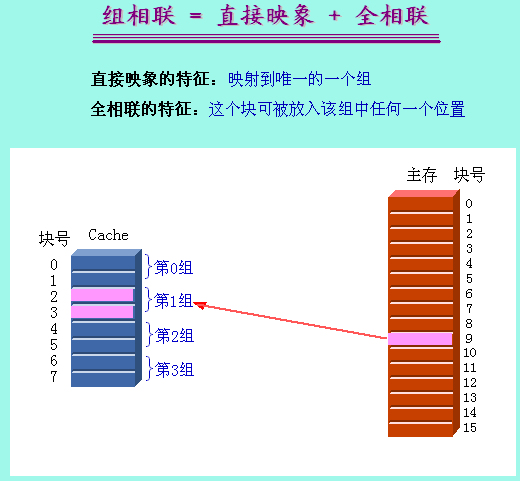 组相联 = 直接映象 + 全相联
直接映象的特征：映射到唯一的一个组
全相联的特征：这个块可被放入该组中任何一个位置
主存 块号
块号 Cache
0
1
2
3
4
5
6
7
第0组
第1组
第2组
第3组
0
1
2
3
4
5
6
7
8
9
10
11
12
13
14
15